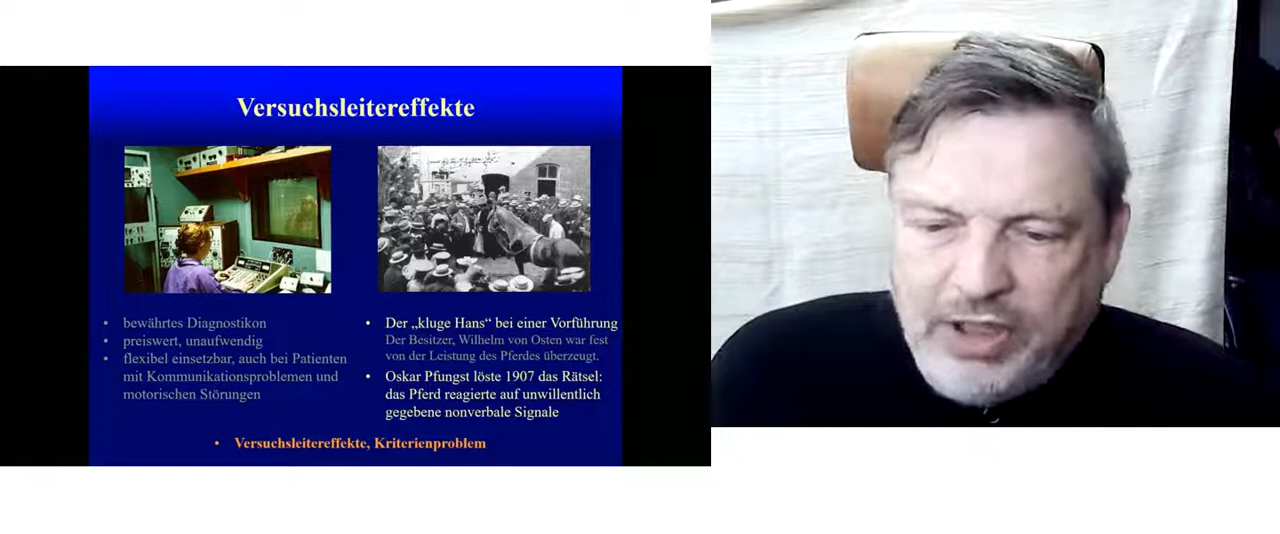 Versuchsleitereffekte
• bewährtes Diagnostikon
• preiswert, unaufwendig
• flexibel einsetzbar, auch bei Patienten
mit Kommunikationsproblemen und
motorischen Störungen
• Der „kluge Hans“ bei einer Vorführung
Der Besitzer, Wilhelm von Osten war fest
von der Leistung des Pferdes überzeugt.
• Oskar Pfungst löste 1907 das Rätsel:
das Pferd reagierte auf unwillentlich
gegebene nonverbale Signale
• Versuchsleitereffekte, Kriterienproblem